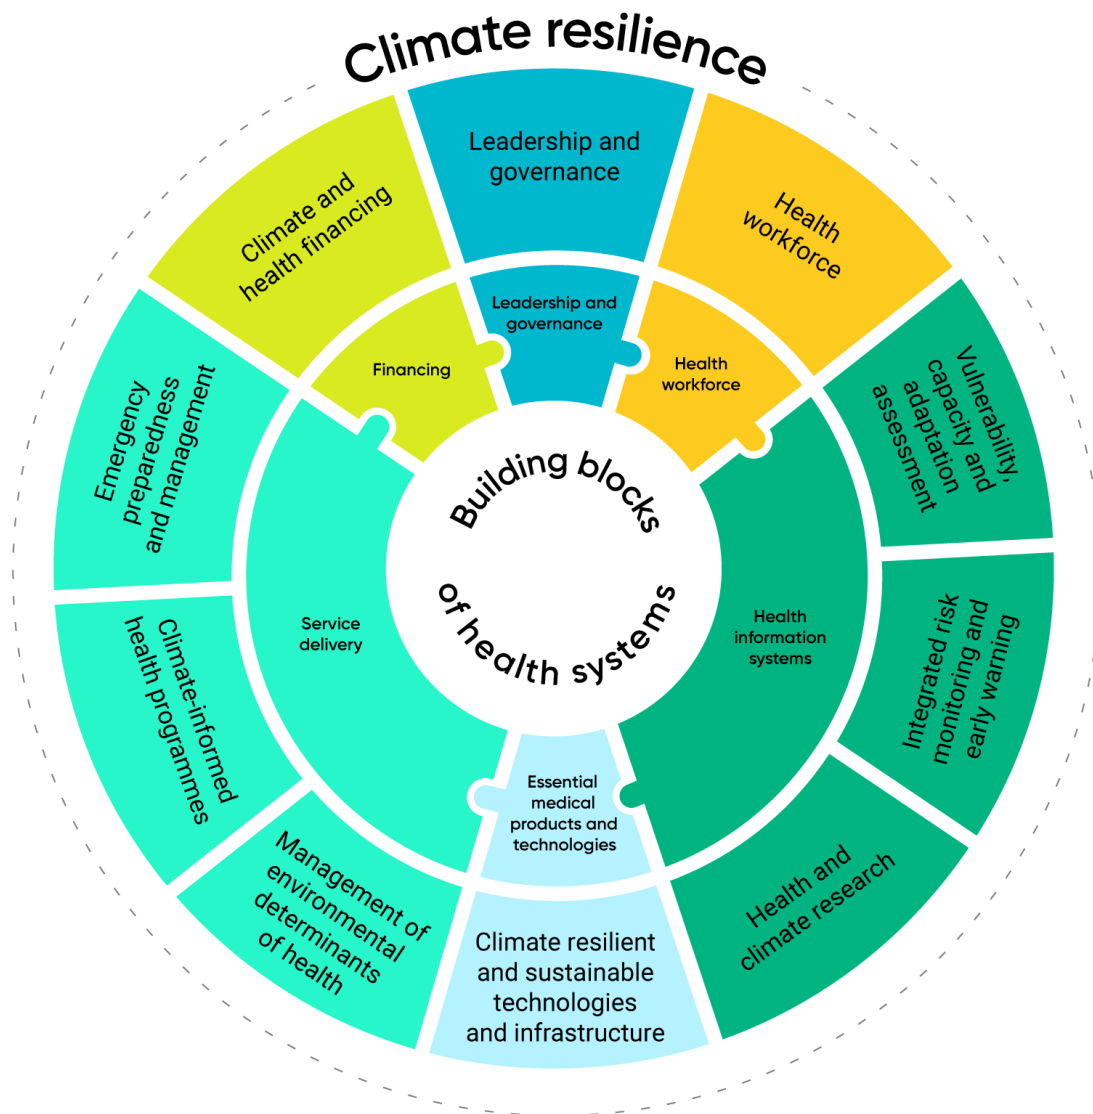 Climate resilience
Leadership and
governance
Health
workforce
Vulnerability,
capacity and
adaptation
assessment
Integrated risk
monitoring and
early warning
Health and
climate research
Climate resilient
and sustainable
technologies
and infrastructure
Management of
environmental
determinants
of health
Climate-informed
health programmes
Emergency
preparedness
and management
Climate and
health financing
Leadership and
governance
Health
workforce
Health
information
systems
Essential
medical
products and
technologies
Service
delivery
Financing
Building blocks
of health systems